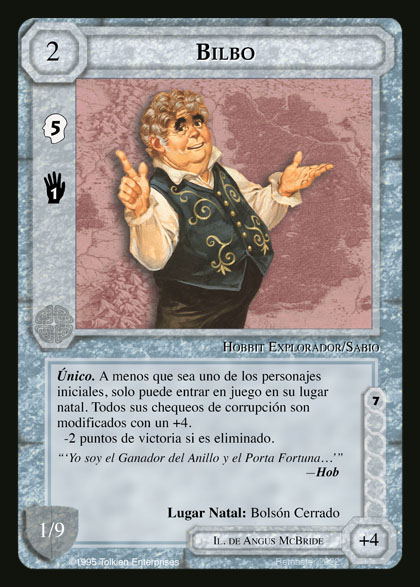 2
BILBO
5
1
HOBBIT EXPLORADOR/SABIO
Único. A menos que sea uno de los personajes
iniciales, solo puede entrar en juego en su lugar
natal. Todos sus chequeos de corrupción son
modificados con un +4.
-2 puntos de victoria si es eliminado.
“‘Yo soy el Ganador del Anillo y el Porta Fortuna…’”
—Hob
7
Lugar Natal: Bolsón Cerrado
1/9
IL. DE ANGUS MCBRIDE
+4
©1995 Tolkien Enterprises